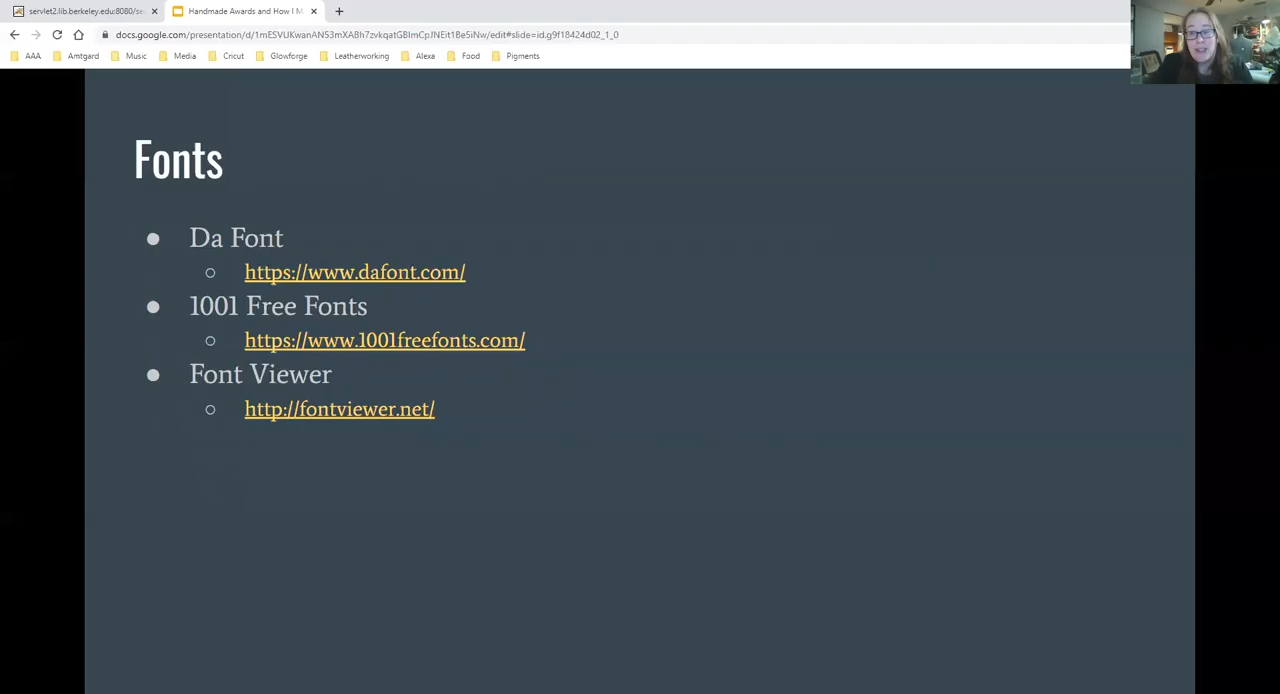 servlet2.lib.berkeley.edu:8080/se
Handmade Awards and How I M
docs.google.com/presentation/d/1mESVUKwanAN53mXABh7zvkqatGBImCpJNEit18e5iNw/edit#slide=id.g9f18424d02_1_0
AAA Amtgard Music Media Cricut Glowforge Leatherworking Alexa Food Pigments
Fonts
● Da Font
○ https://www.dafont.com/
● 1001 Free Fonts
○ https://www.1001freefonts.com/
● Font Viewer
○ http://fontviewer.net/